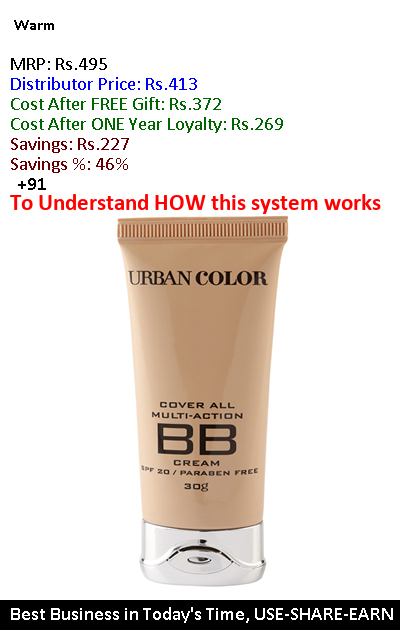 Warm
MRP: Rs.495
Distributor Price: Rs.413
Cost After FREE Gift: Rs.372
Cost After ONE Year Loyalty: Rs.269
Savings: Rs.227
Savings %: 46%
+91
To Understand HOW this system works
URBAN COLOR
COVER ALL
MULTI-ACTION
BB
CREAM
SPF 20 / PARABEN FREE
30g
Best Business in Today's Time, USE-SHARE-EARN